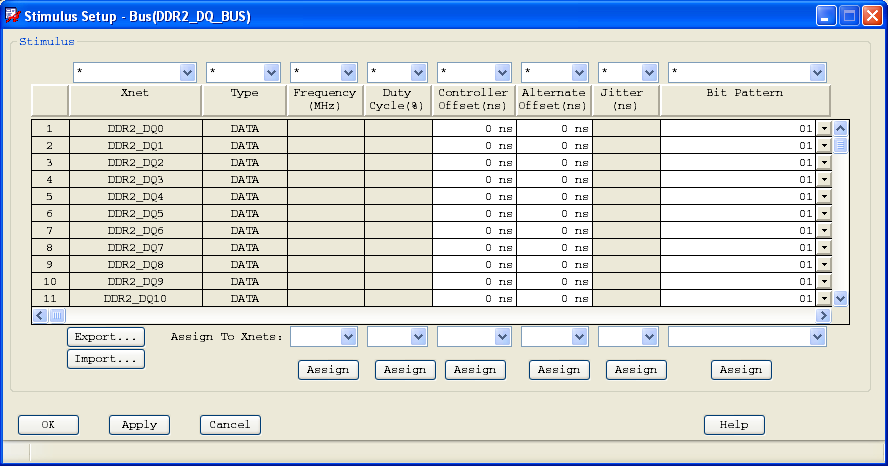 Stimulus Setup - Bus(DDR2_DQ_BUS)
Stimulus
* * * * * * * *
Xnet Type Frequency (MHz) Duty Cycle(%) Controller Offset(ns) Alternate Offset(ns) Jitter (ns) Bit Pattern
1 DDR2_DQ0 DATA 0 ns 0 ns 01
2 DDR2_DQ1 DATA 0 ns 0 ns 01
3 DDR2_DQ2 DATA 0 ns 0 ns 01
4 DDR2_DQ3 DATA 0 ns 0 ns 01
5 DDR2_DQ4 DATA 0 ns 0 ns 01
6 DDR2_DQ5 DATA 0 ns 0 ns 01
7 DDR2_DQ6 DATA 0 ns 0 ns 01
8 DDR2_DQ7 DATA 0 ns 0 ns 01
9 DDR2_DQ8 DATA 0 ns 0 ns 01
10 DDR2_DQ9 DATA 0 ns 0 ns 01
11 DDR2_DQ10 DATA 0 ns 0 ns 01
Export... Assign To Xnets:
Import...
Assign Assign Assign Assign Assign Assign
OK Apply Cancel Help